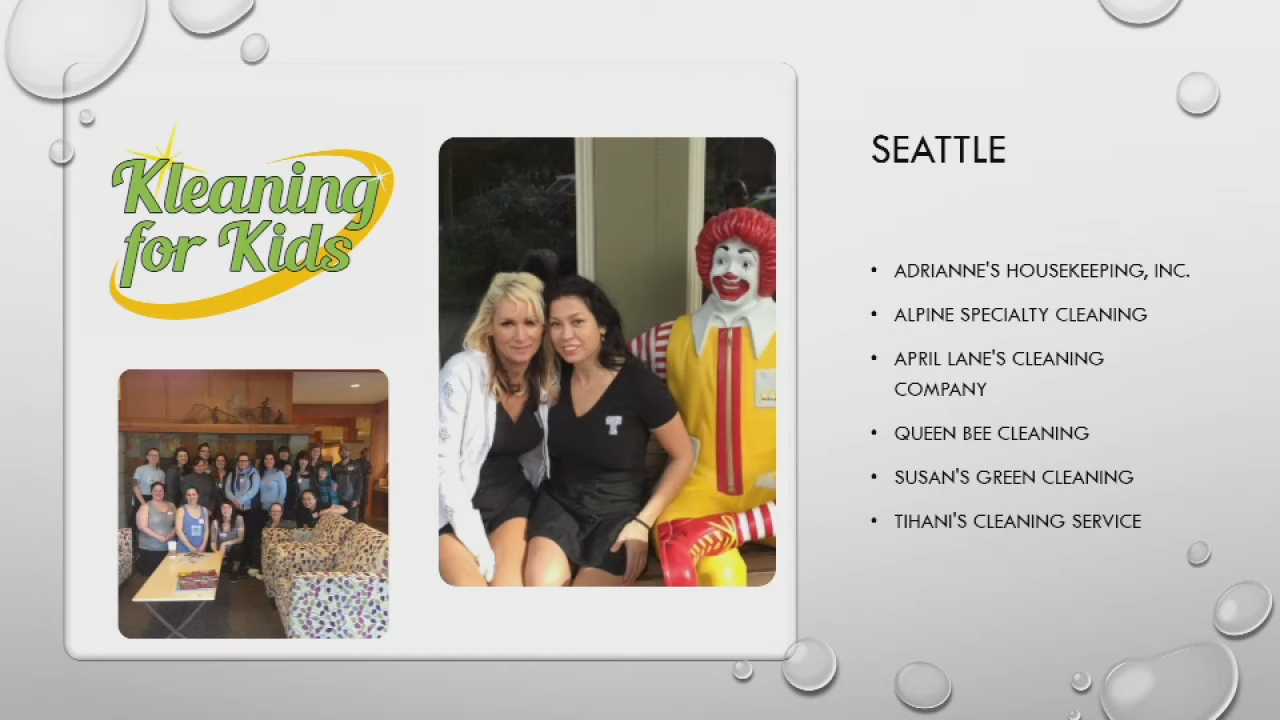 Kleaning
for Kids
T
SEATTLE
• ADRIANNE'S HOUSEKEEPING, INC.
• ALPINE SPECIALTY CLEANING
• APRIL LANE'S CLEANING
COMPANY
• QUEEN BEE CLEANING
• SUSAN'S GREEN CLEANING
• TIHANI'S CLEANING SERVICE